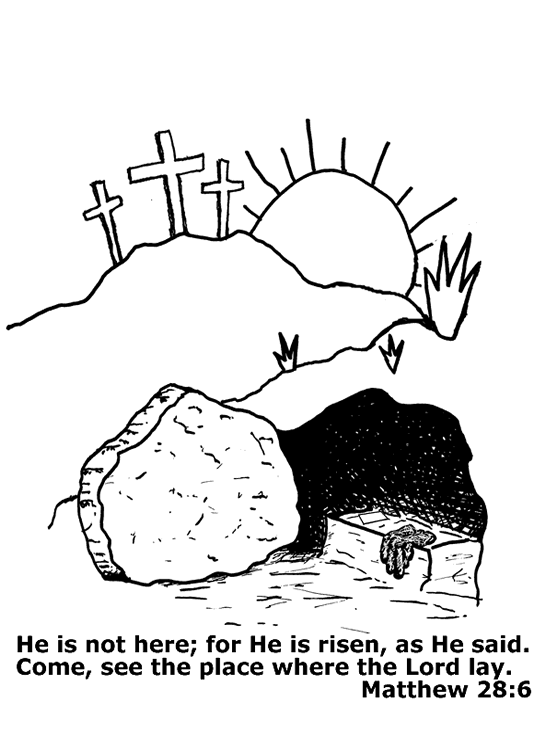 He is not here; for He is risen, as He said.
Come, see the place where the Lord lay.
Matthew 28:6